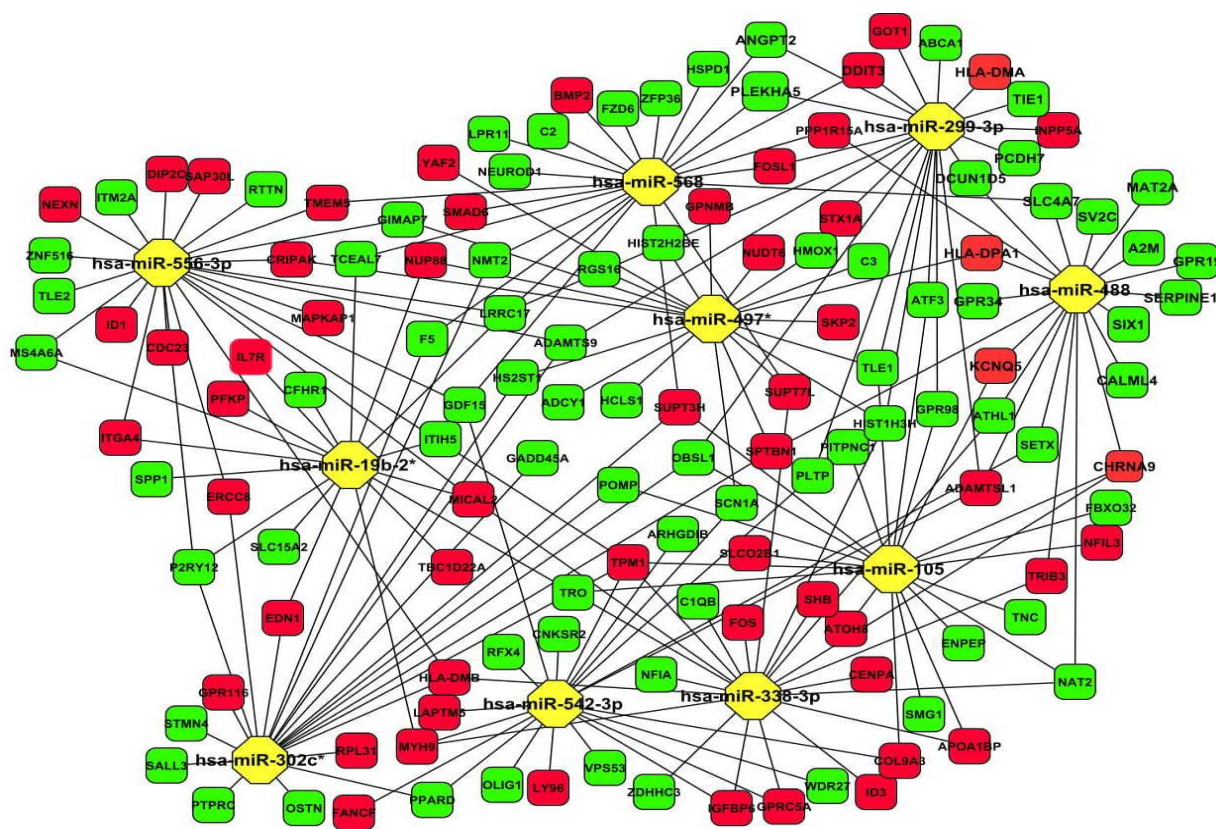 GOT1
ANGPT2
ABCA1
HSPD1
DDIT3
HLA-DMA
BMP2
ZFP36
PLEKHA5
TIE1
FZD6
LPR11
C2
PPP1R15A
hsa-miR-299-3p
INPP5A
YAF2
PCDH7
FOSL1
NEUROD1
DIP2C
SAP30L
RTTN
hsa-miR-568
DCUN1D5
MAT2A
ITM2A
NEXN
TMEM5
SMAD6
GPNMB
SLC4A7
GIMAP7
STX1A
SV2C
HIST2H2BE
A2M
ZNF516
TCEAL7
NUP88
NMT2
NUDT6
HMOX1
HLA-DPA1
hsa-miR-556-3p
CRIPAK
C3
GPR19
RGS16
hsa-miR-488
TLE2
SERPINE1
LRRC17
ATF3
GPR34
ID1
MAPKAP1
hsa-miR-497*
SKP2
SIX1
F5
ADAMTS9
MS4A6A
CDC23
IL7R
TLE1
KCNQ5
HS2ST1
CALML4
CFHR1
PFKP
SUPT7L
GDF15
ADCY1
HCLS1
SUPT3H
GPR98
ATHL1
HIST1H3H
ITGA4
ITIH5
SETX
PITPNC1
SPTBN1
OBSL1
hsa-miR-19b-2*
GADD45A
CHRNA9
SPP1
POMP
PLTP
ADAMTSL1
ERCC8
MICAL2
SCN1A
FBXO32
ARHGDIB
NFIL3
SLC15A2
SLCO2B1
P2RY12
TBC1D22A
TPM1
hsa-miR-105
TRIB3
TRO
C1QB
SHB
EDN1
TNC
FOS
ATOH8
CNKSR2
ENPEP
RFX4
HLA-DMB
NFIA
CENPA
NAT2
GPR116
hsa-miR-338-3p
hsa-miR-542-3p
LAPTM5
SMG1
STMN4
MYH9
APOA1BP
RPL31
hsa-miR-302c*
COL9A3
SALL3
VPS53
OLIG1
LY96
WDR27
ZDHHC3
PPARD
ID3
PTPRC
OSTN
IGFBP6
GPRC5A
FANCF